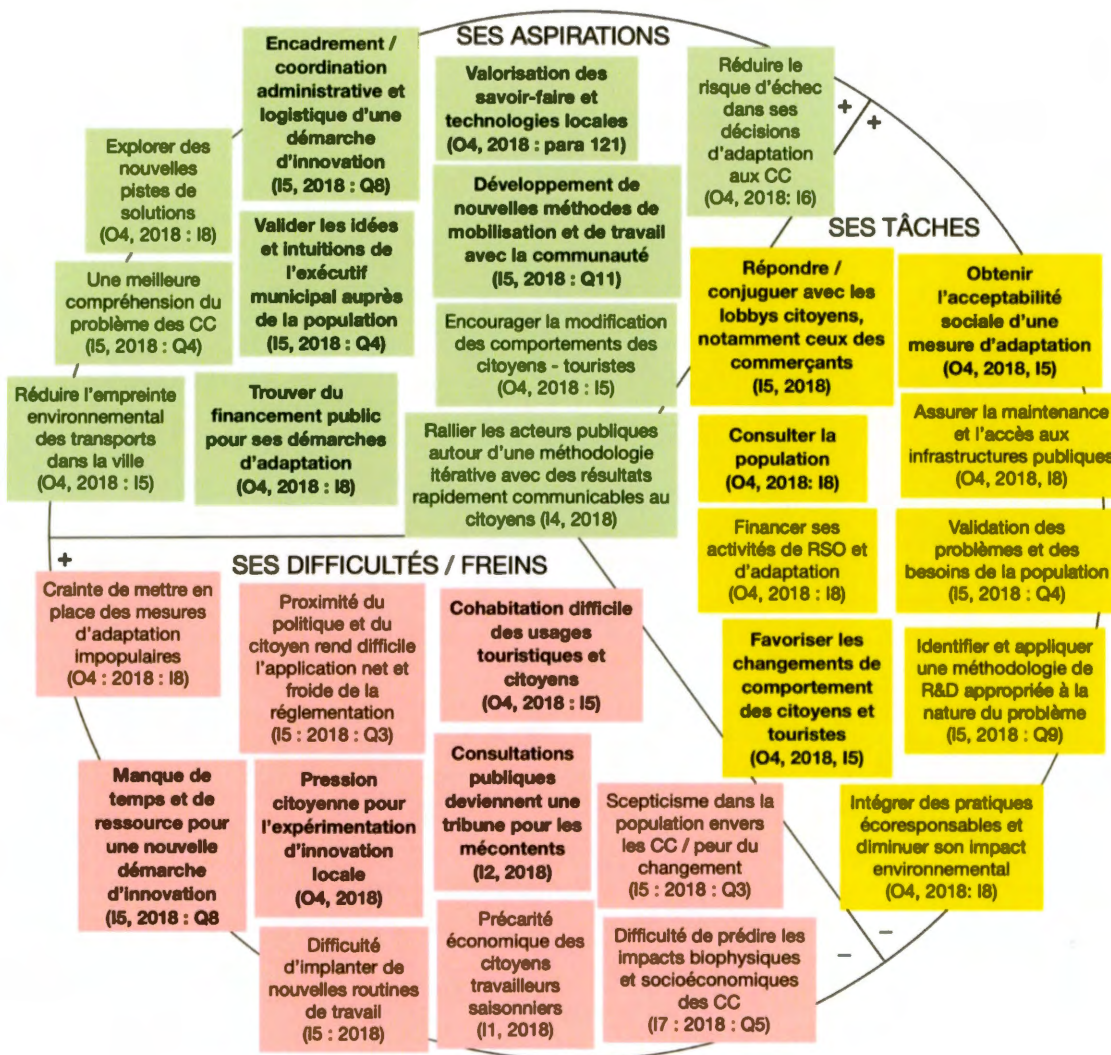 SES ASPIRATIONS
Encadrement /
coordination
administrative et
logistique d'une
démarche
d'innovation
(I5, 2018 : Q8)
Valorisation des
savoir-faire et
technologies locales
(O4, 2018 : para 121)
Réduire le
risque d'échec
dans ses
décisions
d'adaptation
aux CC
(O4, 2018: I6)
+
+
Explorer des
nouvelles
pistes de
solutions
(O4, 2018 : I8)
Valider les idées
et intuitions de
l'exécutif
municipal auprès
de la population
(I5, 2018 : Q4)
Développement de
nouvelles méthodes de
mobilisation et de travail
avec la communauté
(I5, 2018 : Q11)
Une meilleure
compréhension du
problème des CC
(I5, 2018 : Q4)
Encourager la modification
des comportements des
citoyens - touristes
(O4, 2018 : I5)
Réduire l'empreinte
environnemental
des transports
dans la ville
(O4, 2018 : I5)
Trouver du
financement public
pour ses démarches
d'adaptation
(O4, 2018 : I8)
Rallier les acteurs publiques
autour d'une méthodologie
itérative avec des résultats
rapidement communicables au
citoyens (I4, 2018)
SES TÂCHES
Répondre /
conjuguer avec les
lobbys citoyens,
notamment ceux des
commerçants
(I5, 2018)
Obtenir
l'acceptabilité
sociale d'une
mesure d'adaptation
(O4, 2018, I5)
Consulter la
population
(O4, 2018: I8)
Assurer la maintenance
et l'accès aux
infrastructures publiques
(O4, 2018, I8)
Financer ses
activités de RSO et
d'adaptation
(O4, 2018 : I8)
Validation des
problèmes et des
besoins de la population
(I5, 2018 : Q4)
Favoriser les
changements de
comportement
des citoyens et
touristes
(O4, 2018, I5)
Identifier et appliquer
une méthodologie de
R&D appropriée à la
nature du problème
(I5, 2018 : Q9)
Intégrer des pratiques
écoresponsables et
diminuer son impact
environnemental
(O4, 2018: I8)
+
SES DIFFICULTÉS / FREINS
Crainte de mettre en
place des mesures
d'adaptation
impopulaires
(O4 : 2018 : I8)
Proximité du
politique et du
citoyen rend difficile
l'application net et
froide de la
réglementation
(I5 : 2018 : Q3)
Cohabitation difficile
des usages
touristiques et
citoyens
(O4, 2018 : I5)
Manque de
temps et de
ressource pour
une nouvelle
démarche
d'innovation
(I5, 2018 : Q8
Pression
citoyenne pour
l'expérimentation
d'innovation
locale
(O4, 2018)
Consultations
publiques
deviennent une
tribune pour les
mécontents
(I2, 2018)
Scepticisme dans la
population envers
les CC / peur du
changement
(I5 : 2018 : Q3)
Difficuité
d'implanter de
nouvelles routines
de travail
(I5 : 2018)
Précarité
économique des
citoyens
travailleurs
saisonniers
(I1, 2018)
Difficulté de prédire les
impacts biophysiques
et socioéconomiques
des CC
(I7 : 2018 : Q5)
–
–